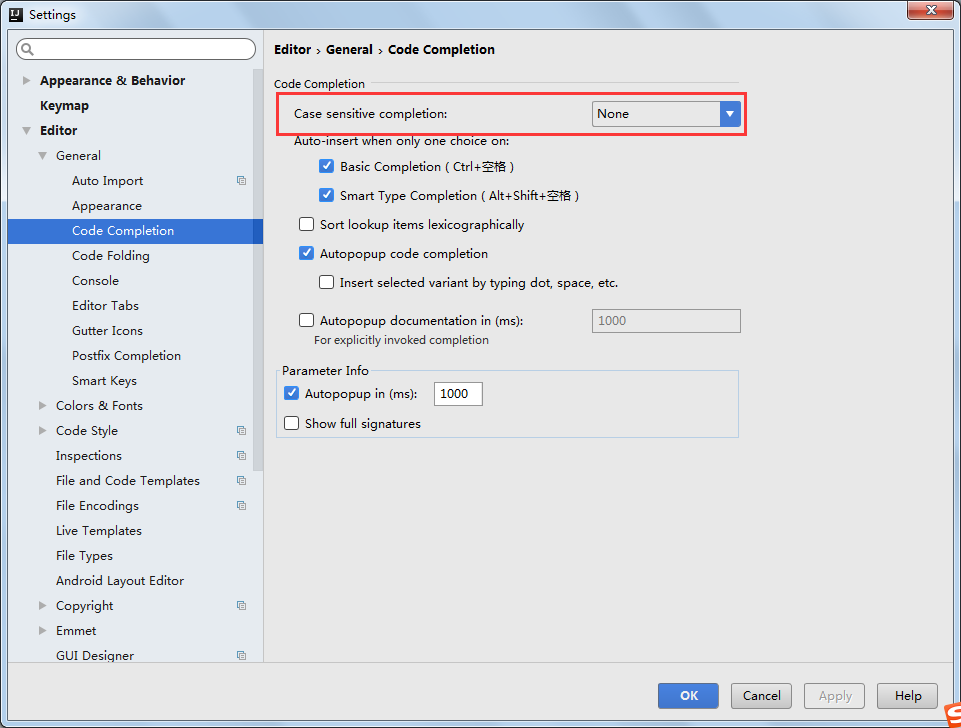 Settings
Appearance & Behavior
Keymap
Editor
General
Auto Import
Appearance
Code Completion
Code Folding
Console
Editor Tabs
Gutter Icons
Postfix Completion
Smart Keys
Colors & Fonts
Code Style
Inspections
File and Code Templates
File Encodings
Live Templates
File Types
Android Layout Editor
Copyright
Emmet
GUI Designer
Editor › General › Code Completion
Code Completion
Case sensitive completion: None
Auto-insert when only one choice on:
Basic Completion ( Ctrl+空格 )
Smart Type Completion ( Alt+Shift+空格 )
Sort lookup items lexicographically
Autopopup code completion
Insert selected variant by typing dot, space, etc.
Autopopup documentation in (ms): 1000
For explicitly invoked completion
Parameter Info
Autopopup in (ms): 1000
Show full signatures
OK Cancel Apply Help